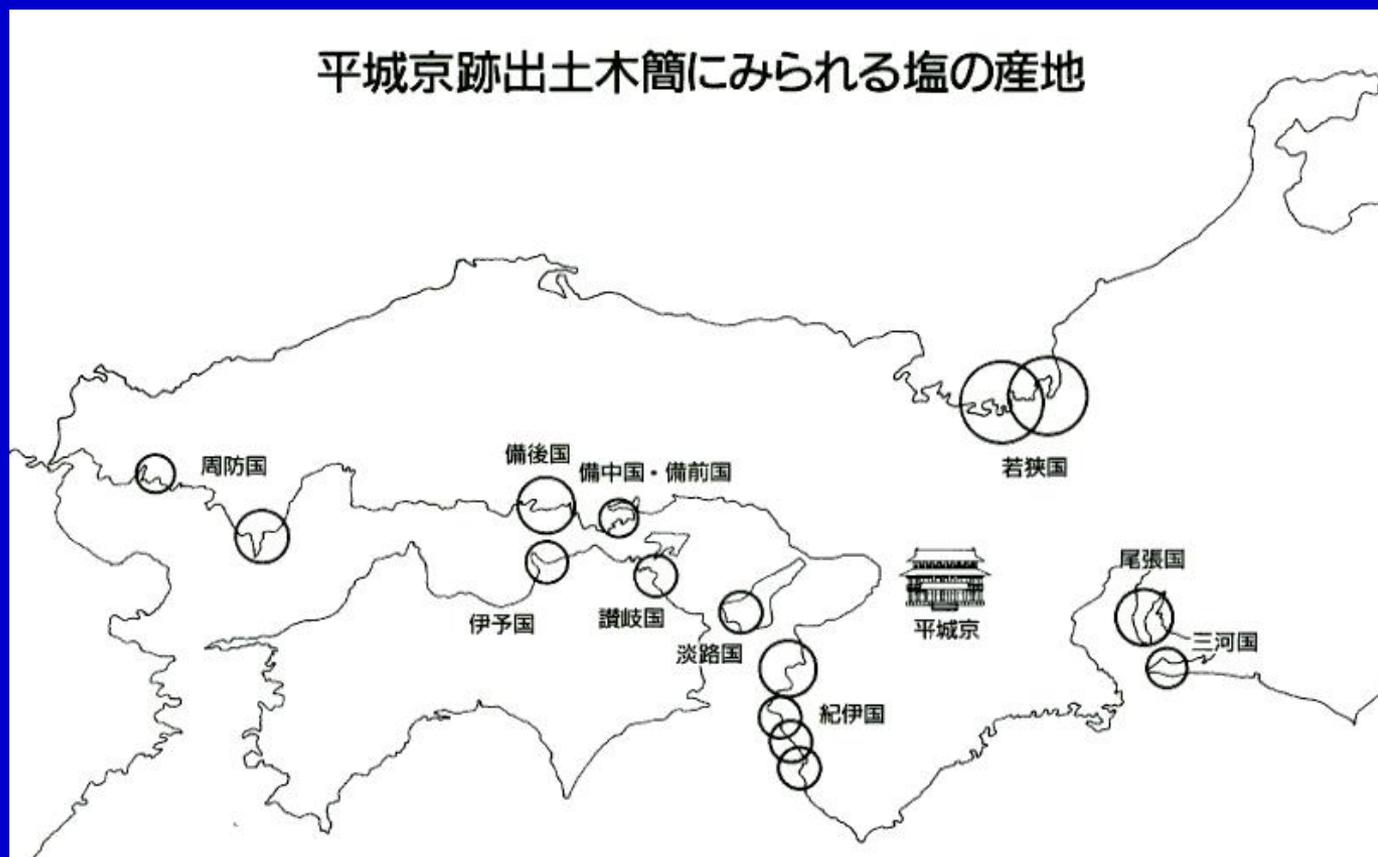 平城京跡出土木簡にみられる塩の産地
周防国
備後国
備中国・備前国
若狭国
伊予国
讃岐国
淡路国
紀伊国
平城京
尾張国
三河国